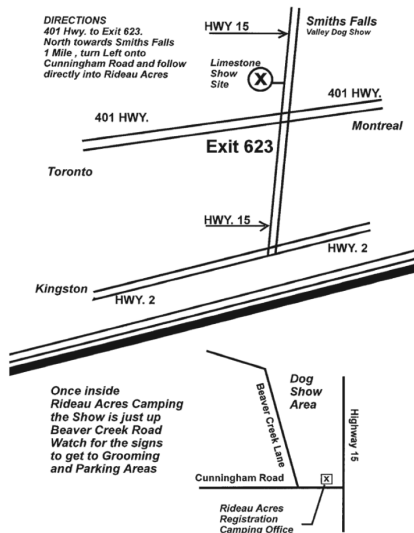 DIRECTIONS
401 Hwy. to Exit 623.
North towards Smiths Falls
1 Mile , turn Left onto
Cunningham Road and follow
directly into Rideau Acres
HWY 15
Smiths Falls
Valley Dog Show
Limestone
Show
Site
X
401 HWY.
401 HWY.
Montreal
Exit 623
Toronto
HWY. 15
HWY. 2
Kingston
HWY. 2
Once inside
Rideau Acres Camping
the Show is just up
Beaver Creek Road
Watch for the signs
to get to Grooming
and Parking Areas
Dog
Show
Area
Beaver Creek Lane
Highway 15
Cunningham Road
X
Rideau Acres
Registration
Camping Office